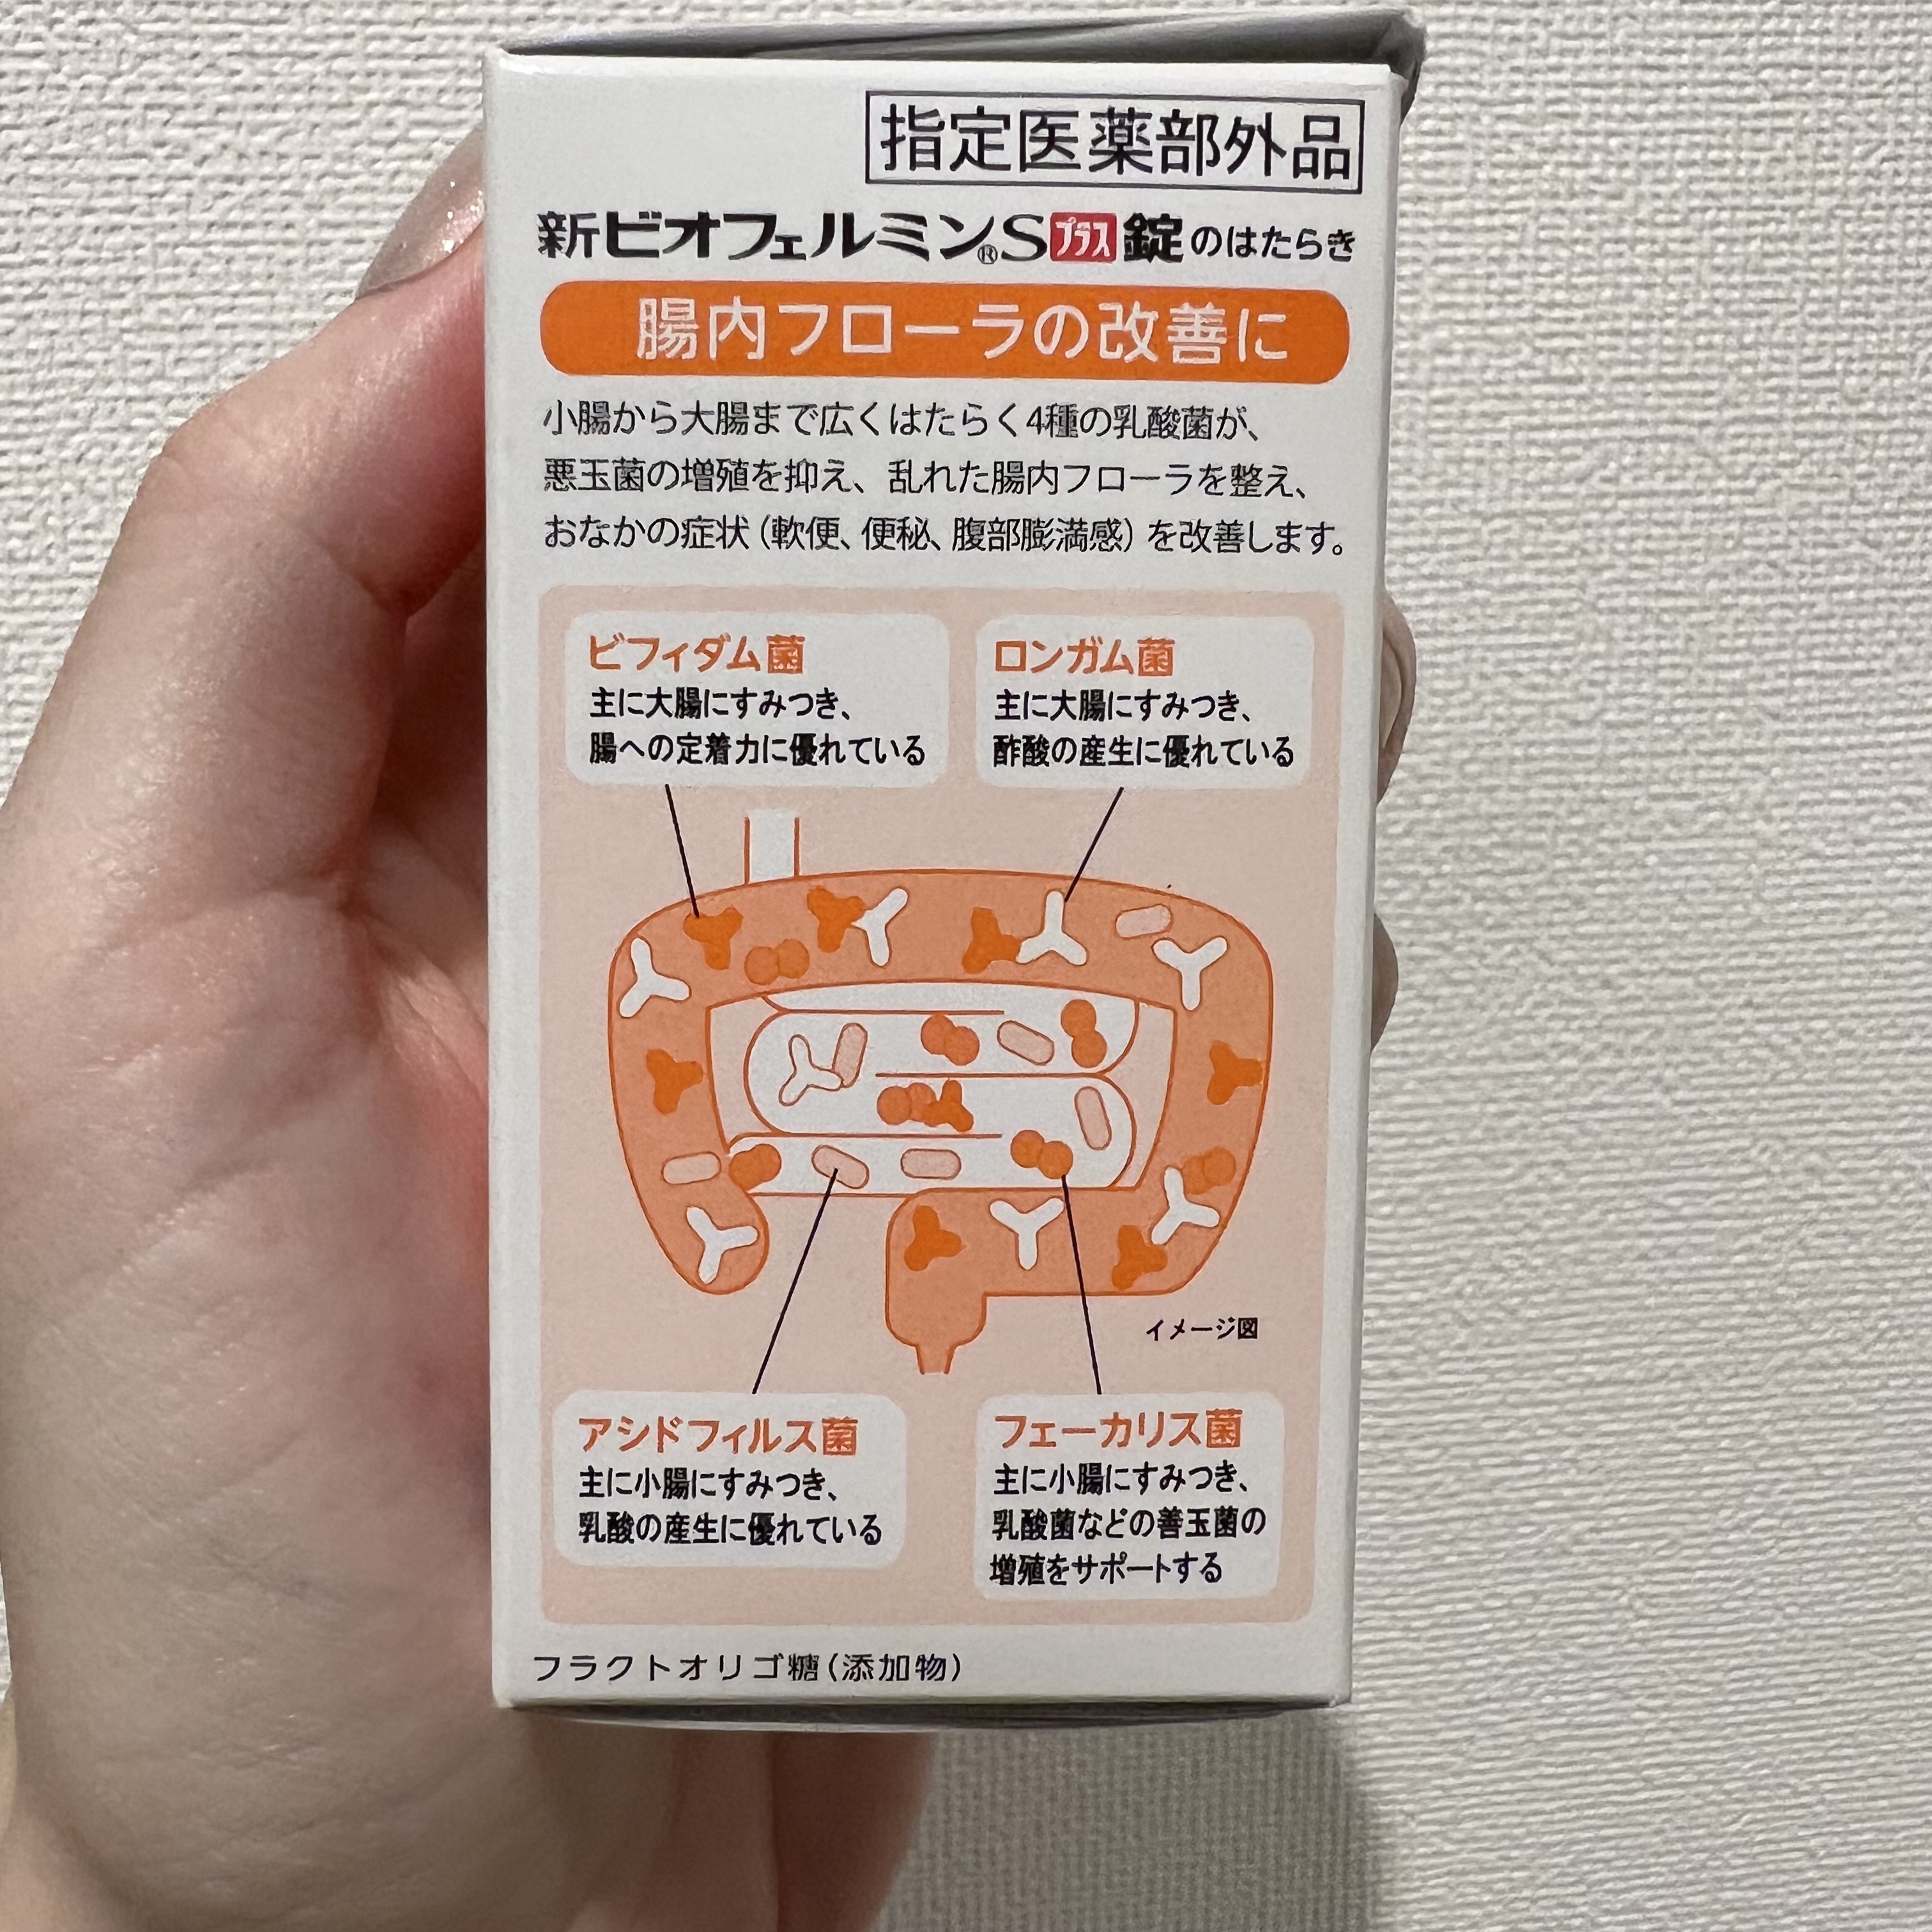 指定医薬部外品
新ビオフェルミン®Sプラス錠のはたらき
腸内フローラの改善に
小腸から大腸まで広くはたらく4種の乳酸菌が、
悪玉菌の増殖を抑え、乱れた腸内フローラを整え、
おなかの症状（軟便、便秘、腹部膨満感）を改善します。
ビフィダム菌
主に大腸にすみつき、
腸への定着力に優れている
ロンガム菌
主に大腸にすみつき、
酢酸の産生に優れている
イメージ図
アシドフィルス菌
主に小腸にすみつき、
乳酸の産生に優れている
フェーカリス菌
主に小腸にすみつき、
乳酸菌などの善玉菌の
増殖をサポートする
フラクトオリゴ糖（添加物）